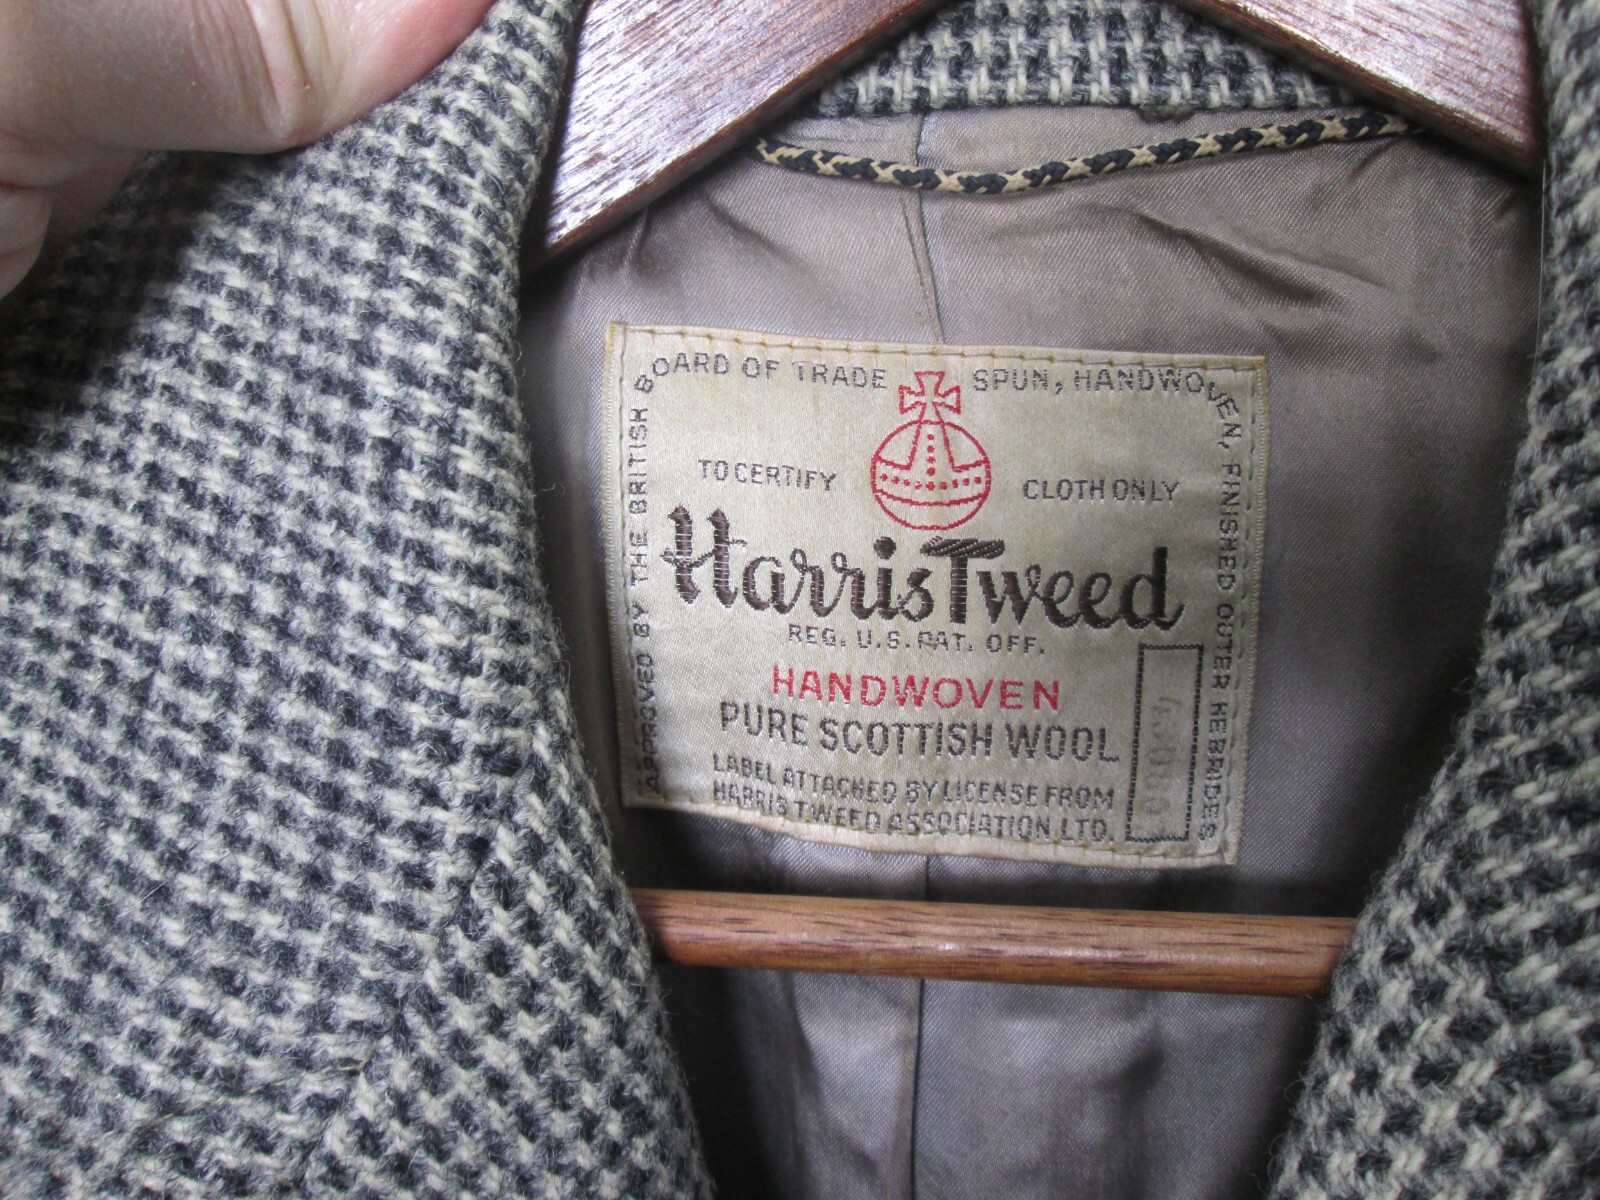 APPROVED BY THE BRITISH BOARD OF TRADE
SPUN, HANDWOVEN, FINISHED OUTER HEBRIDES
TO CERTIFY
CLOTH ONLY
Harris Tweed
REG. U.S. PAT. OFF.
HANDWOVEN
PURE SCOTTISH WOOL
LABEL ATTACHED BY LICENSE FROM
HARRIS TWEED ASSOCIATION LTD.